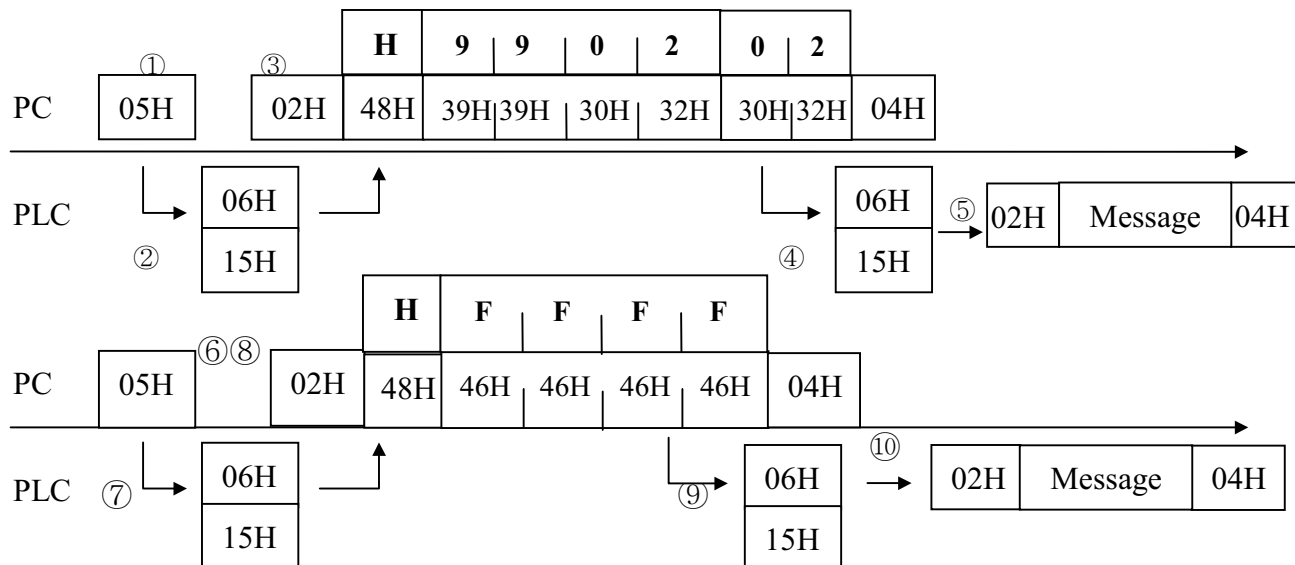 H 9 9 0 2 0 2
① ③
PC 05H 02H 48H 39H 39H 30H 32H 30H 32H 04H
PLC 06H 06H ⑤ 02H Message 04H
② 15H ④ 15H
H F F F F
⑥⑧
PC 05H 02H 48H 46H 46H 46H 46H 04H
⑩
PLC ⑦ 06H ⑨ 06H 02H Message 04H
15H 15H